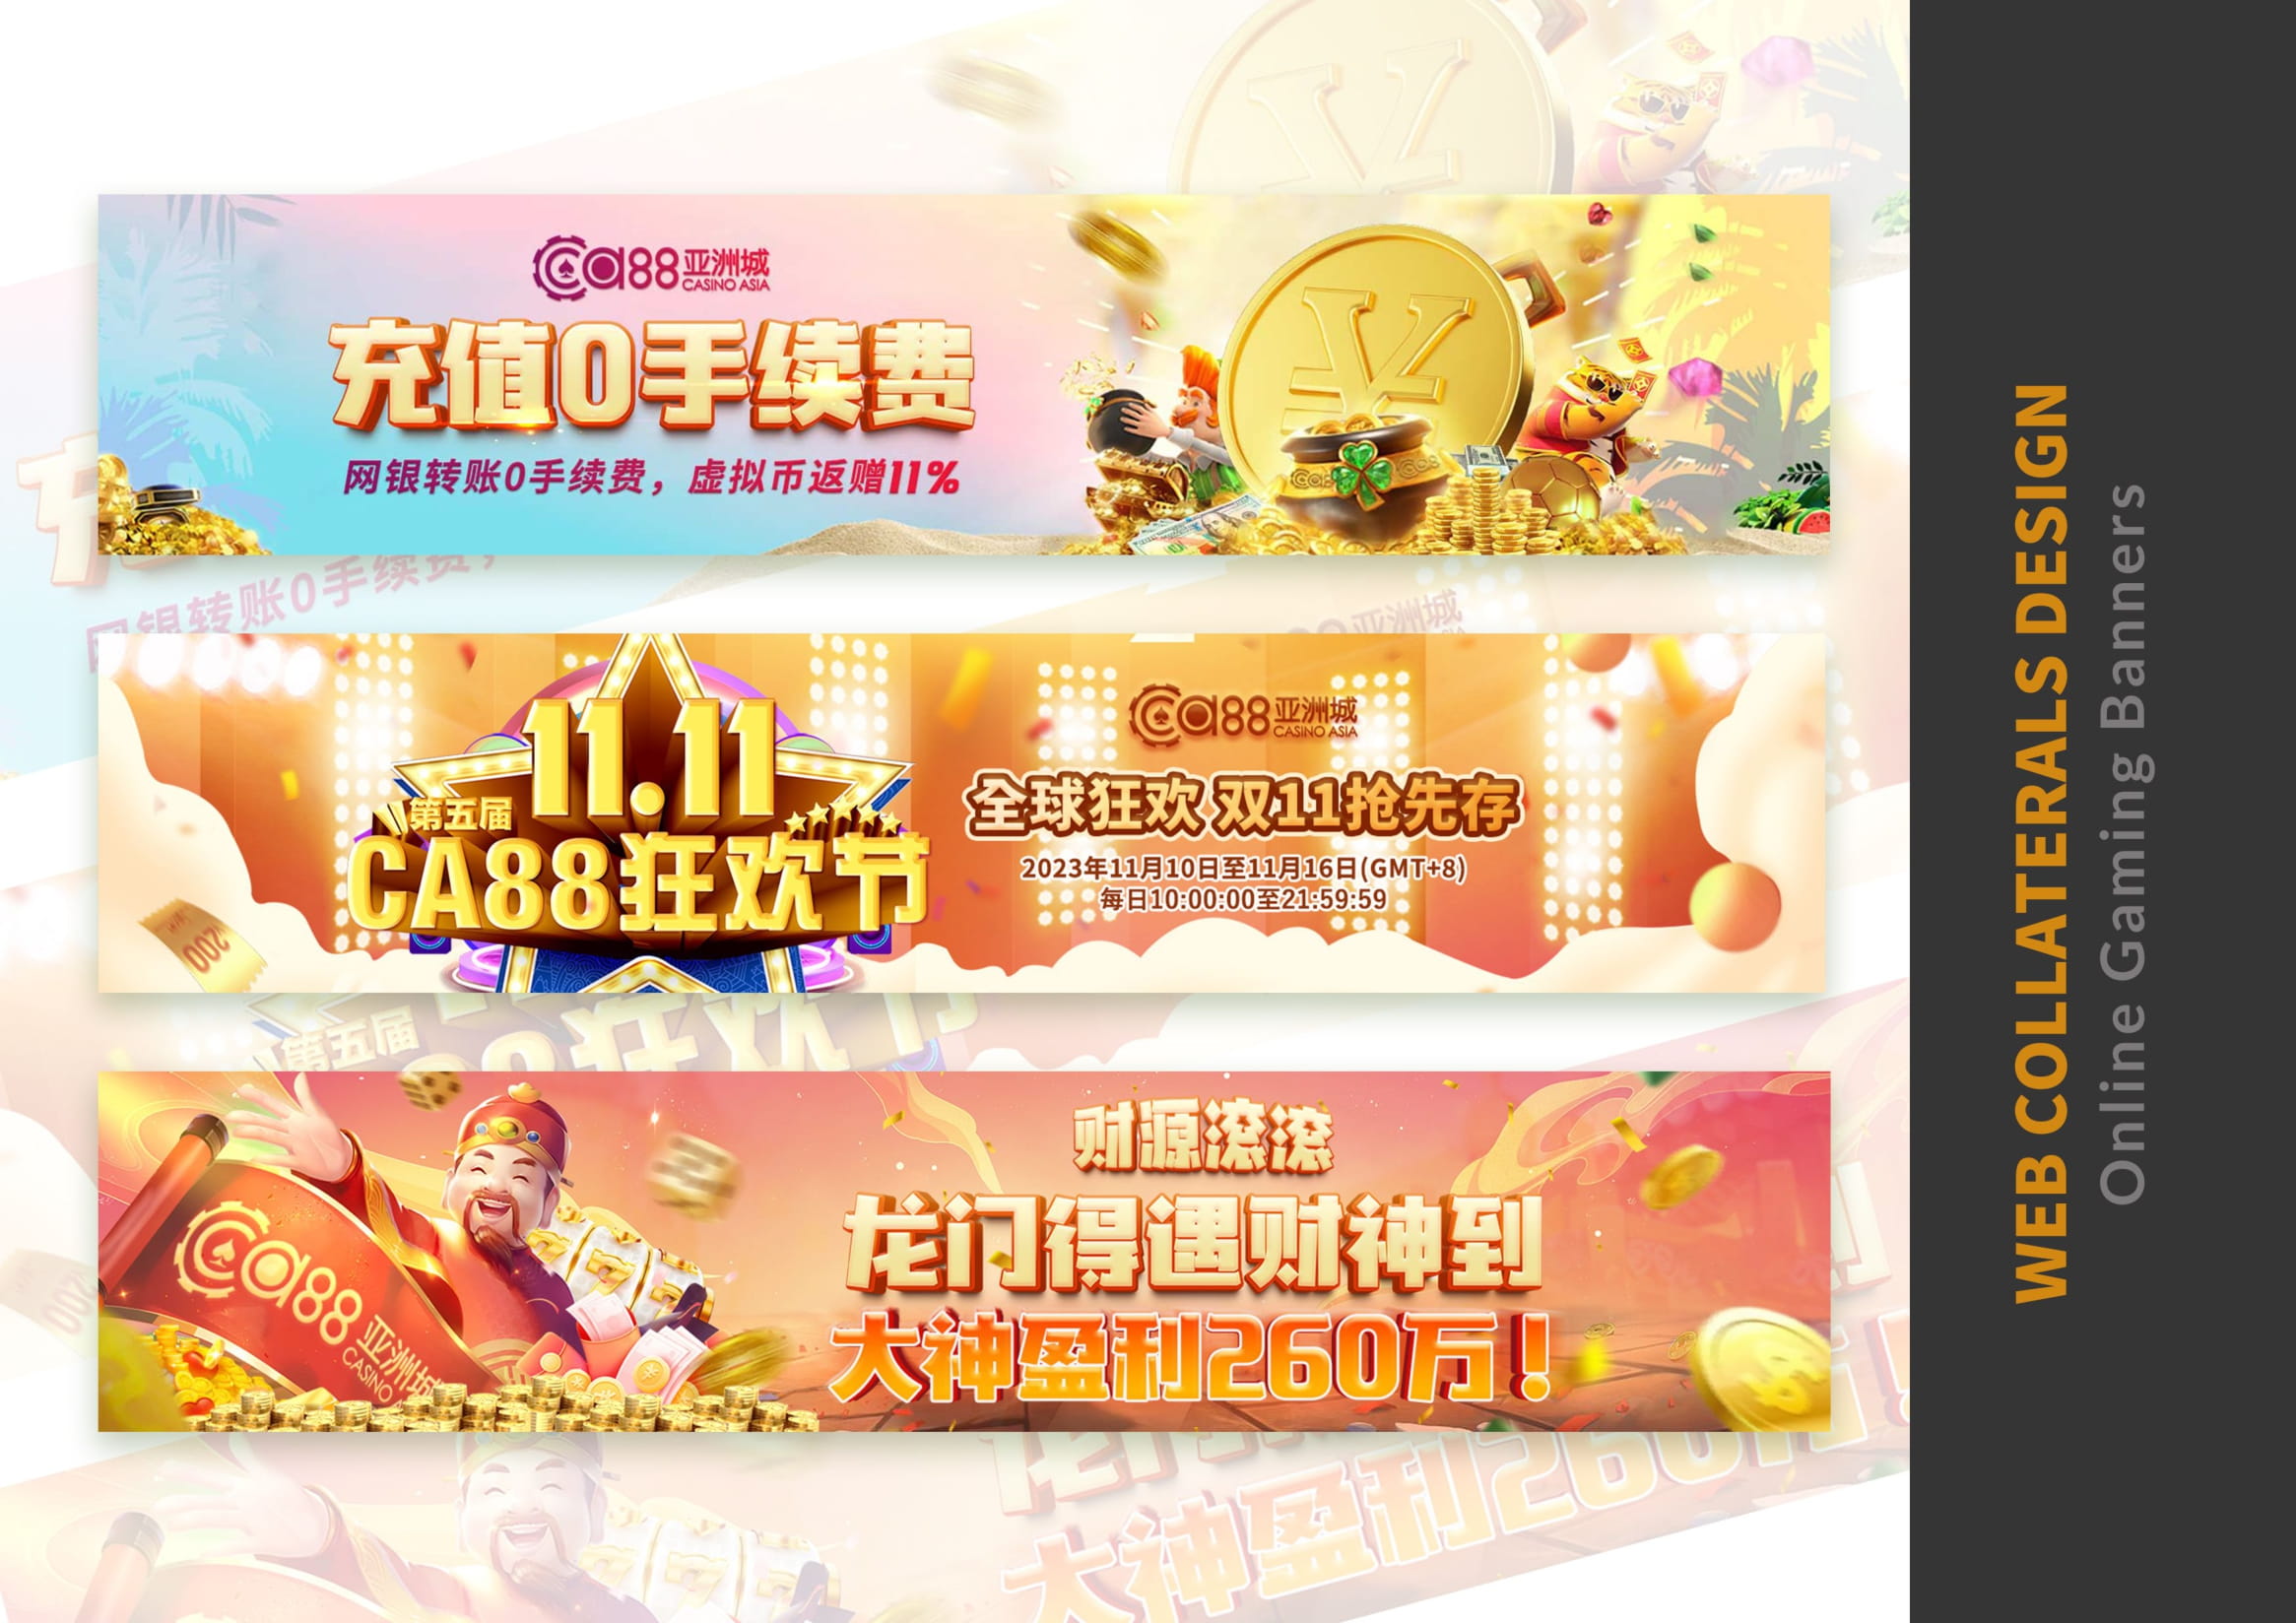 ca88亚洲城
CASINO ASIA
充值0手续费
网银转账0手续费，虚拟币返赠11%
11.11
第五届
CA88狂欢节
200
ca88亚洲城
CASINO ASIA
全球狂欢 双11抢先存
2023年11月10日至11月16日(GMT+8)
每日10:00:00至21:59:59
ca88亚洲城
CASINO
财源滚滚
龙门得遇财神到
大神盈利260万！
WEB COLLATERALS DESIGN
Online Gaming Banners